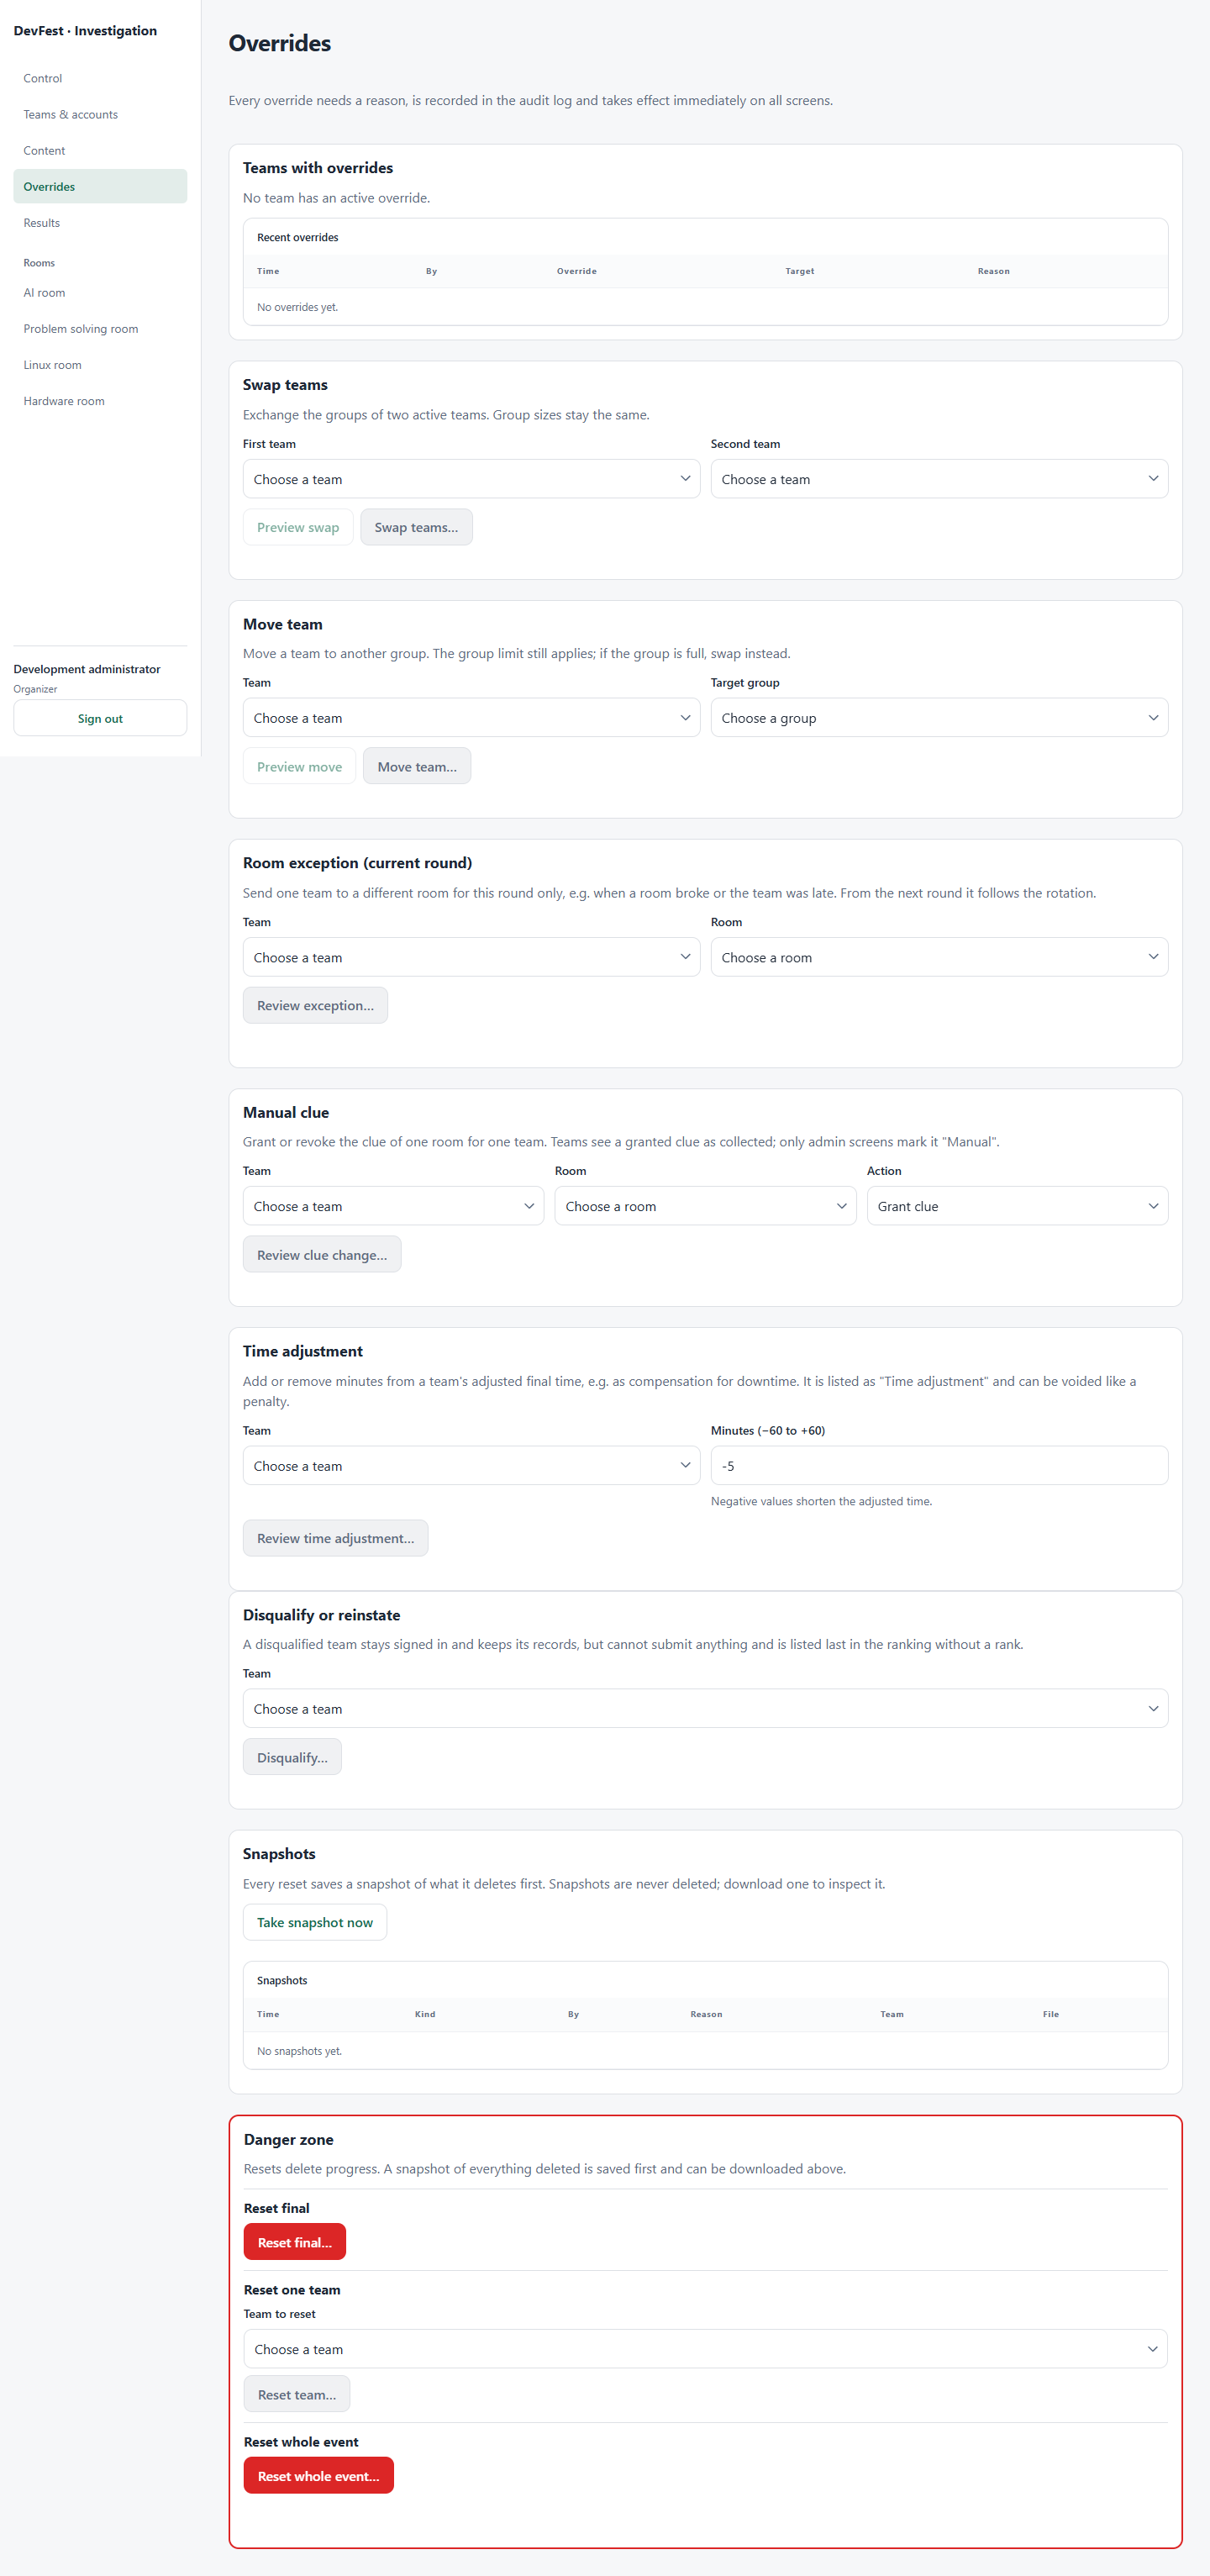 DevFest · Investigation
Control
Teams & accounts
Content
Overrides
Results
Rooms
AI room
Problem solving room
Linux room
Hardware room
Development administrator
Organizer
Sign out
Overrides
Every override needs a reason, is recorded in the audit log and takes effect immediately on all screens.
Teams with overrides
No team has an active override.
Recent overrides
Time By Override Target Reason
No overrides yet.
Swap teams
Exchange the groups of two active teams. Group sizes stay the same.
First team Second team
Choose a team Choose a team
Preview swap Swap teams...
Move team
Move a team to another group. The group limit still applies; if the group is full, swap instead.
Team Target group
Choose a team Choose a group
Preview move Move team...
Room exception (current round)
Send one team to a different room for this round only, e.g. when a room broke or the team was late. From the next round it follows the rotation.
Team Room
Choose a team Choose a room
Review exception...
Manual clue
Grant or revoke the clue of one room for one team. Teams see a granted clue as collected; only admin screens mark it "Manual".
Team Room Action
Choose a team Choose a room Grant clue
Review clue change...
Time adjustment
Add or remove minutes from a team's adjusted final time, e.g. as compensation for downtime. It is listed as "Time adjustment" and can be voided like a
penalty.
Team Minutes (−60 to +60)
Choose a team -5
Negative values shorten the adjusted time.
Review time adjustment...
Disqualify or reinstate
A disqualified team stays signed in and keeps its records, but cannot submit anything and is listed last in the ranking without a rank.
Team
Choose a team
Disqualify...
Snapshots
Every reset saves a snapshot of what it deletes first. Snapshots are never deleted; download one to inspect it.
Take snapshot now
Snapshots
Time Kind By Reason Team File
No snapshots yet.
Danger zone
Resets delete progress. A snapshot of everything deleted is saved first and can be downloaded above.
Reset final
Reset final...
Reset one team
Team to reset
Choose a team
Reset team...
Reset whole event
Reset whole event...